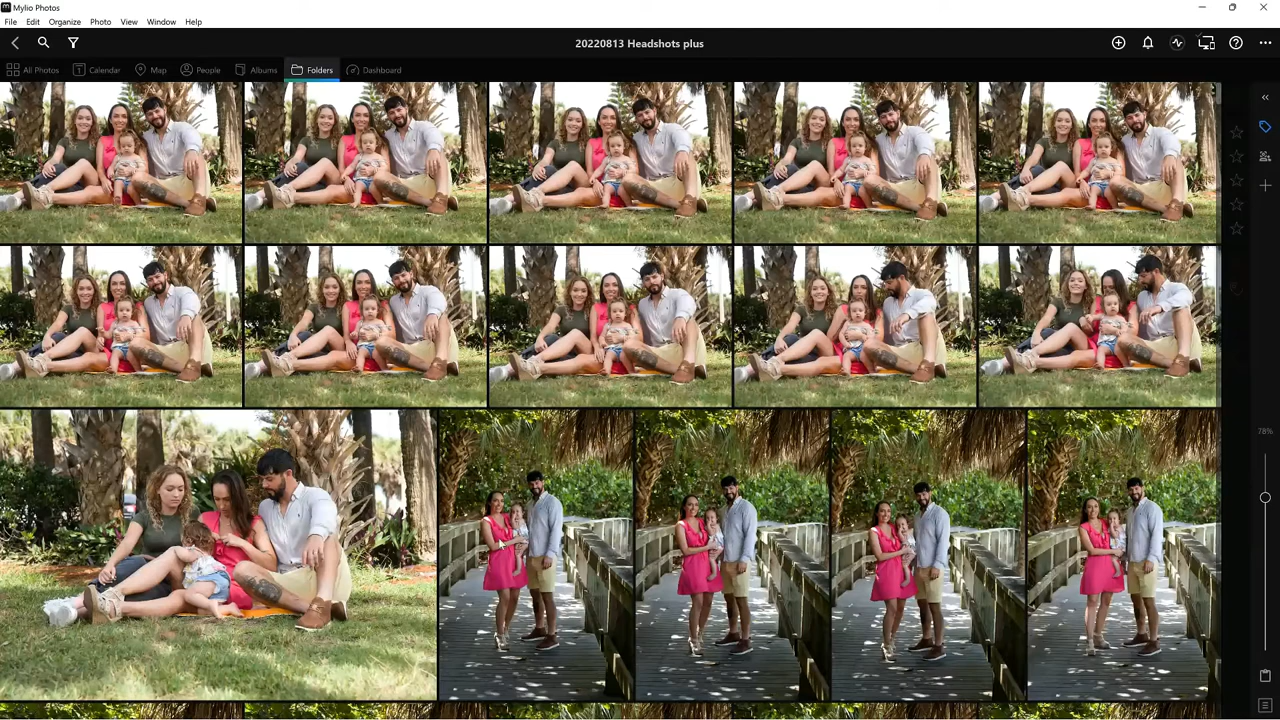 Mylio Photos
File Edit Organize Photo View Window Help
20220813 Headshots plus
All Photos Calendar Map People Albums Folders Dashboard
78%